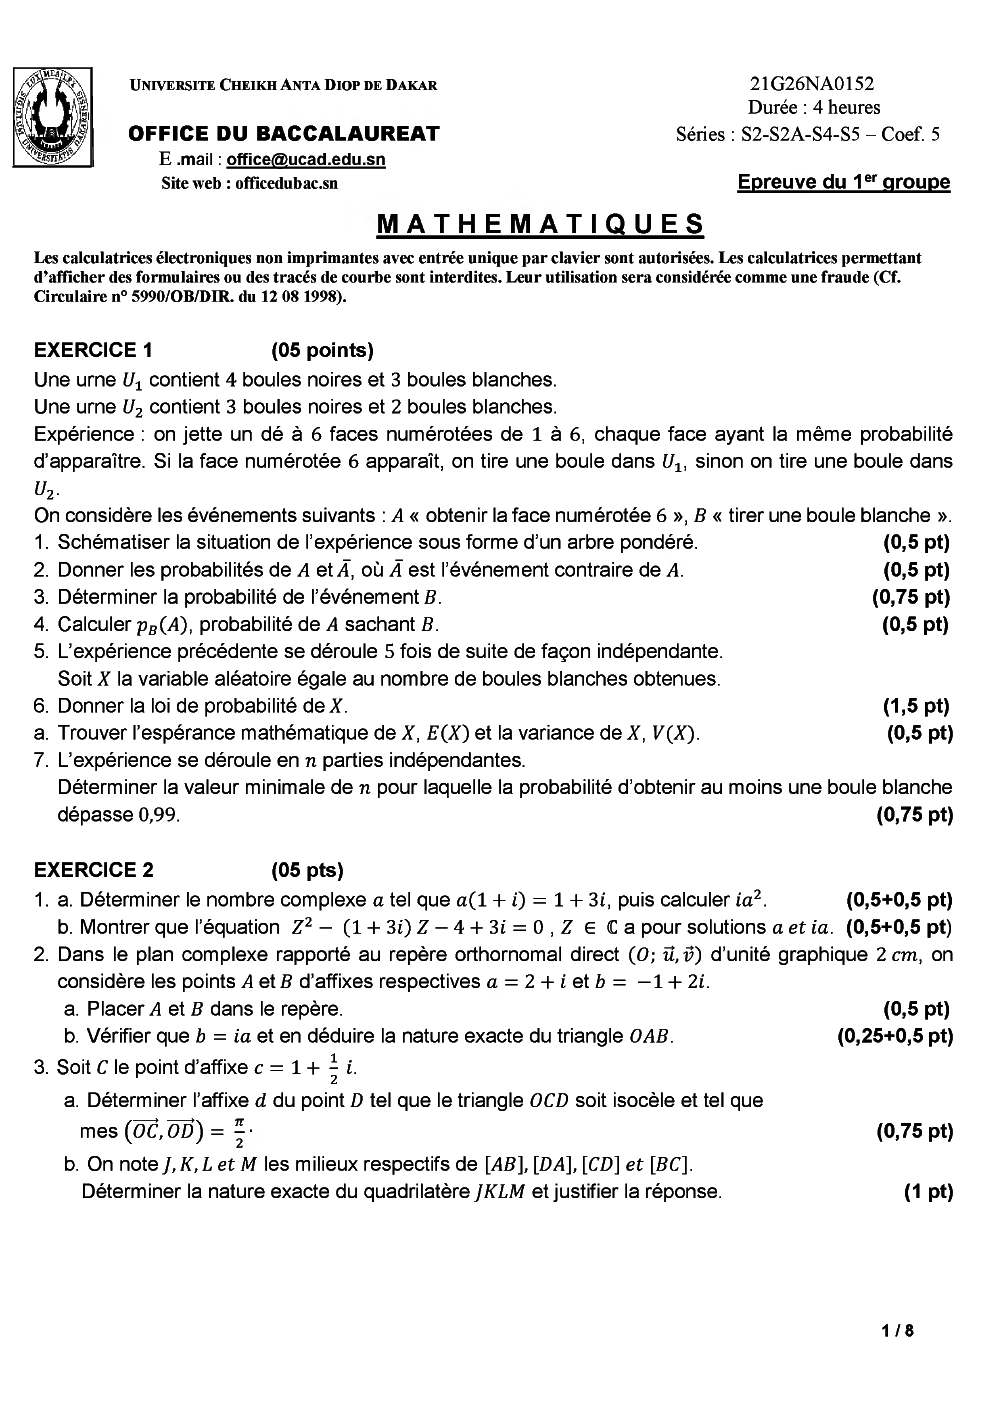 UNIVERSITE CHEIKH ANTA DIOP DE DAKAR
OFFICE DU BACCALAUREAT
E .mail : office@ucad.edu.sn
Site web : officedubac.sn
21G26NA0152
Durée : 4 heures
Séries : S2-S2A-S4-S5 – Coef. 5
Epreuve du 1er groupe
M A T H E M A T I Q U E S
Les calculatrices électroniques non imprimantes avec entrée unique par clavier sont autorisées. Les calculatrices permettant
d'afficher des formulaires ou des tracés de courbe sont interdites. Leur utilisation sera considérée comme une fraude (Cf.
Circulaire n° 5990/OB/DIR. du 12 08 1998).
EXERCICE 1 (05 points)
Une urne U₁ contient 4 boules noires et 3 boules blanches.
Une urne U₂ contient 3 boules noires et 2 boules blanches.
Expérience : on jette un dé à 6 faces numérotées de 1 à 6, chaque face ayant la même probabilité
d'apparaître. Si la face numérotée 6 apparaît, on tire une boule dans U₁, sinon on tire une boule dans
U₂.
On considère les événements suivants : A « obtenir la face numérotée 6 », B « tirer une boule blanche ».
1. Schématiser la situation de l'expérience sous forme d'un arbre pondéré. (0,5 pt)
2. Donner les probabilités de A et Ā, où Ā est l'événement contraire de A. (0,5 pt)
3. Déterminer la probabilité de l'événement B. (0,75 pt)
4. Calculer p_B(A), probabilité de A sachant B. (0,5 pt)
5. L'expérience précédente se déroule 5 fois de suite de façon indépendante.
Soit X la variable aléatoire égale au nombre de boules blanches obtenues.
6. Donner la loi de probabilité de X. (1,5 pt)
a. Trouver l'espérance mathématique de X, E(X) et la variance de X, V(X). (0,5 pt)
7. L'expérience se déroule en n parties indépendantes.
Déterminer la valeur minimale de n pour laquelle la probabilité d'obtenir au moins une boule blanche
dépasse 0,99. (0,75 pt)
EXERCICE 2 (05 pts)
1. a. Déterminer le nombre complexe a tel que a(1 + i) = 1 + 3i, puis calculer ia². (0,5+0,5 pt)
b. Montrer que l'équation Z² − (1 + 3i) Z − 4 + 3i = 0 , Z ∈ ℂ a pour solutions a et ia. (0,5+0,5 pt)
2. Dans le plan complexe rapporté au repère orthornomal direct (O; u⃗, v⃗) d'unité graphique 2 cm, on
considère les points A et B d'affixes respectives a = 2 + i et b = −1 + 2i.
a. Placer A et B dans le repère. (0,5 pt)
b. Vérifier que b = ia et en déduire la nature exacte du triangle OAB. (0,25+0,5 pt)
3. Soit C le point d'affixe c = 1 + 1/2 i.
a. Déterminer l'affixe d du point D tel que le triangle OCD soit isocèle et tel que
mes (OC⃗, OD⃗) = π/2. (0,75 pt)
b. On note J, K, L et M les milieux respectifs de [AB], [DA], [CD] et [BC].
Déterminer la nature exacte du quadrilatère JKLM et justifier la réponse. (1 pt)
1 / 8